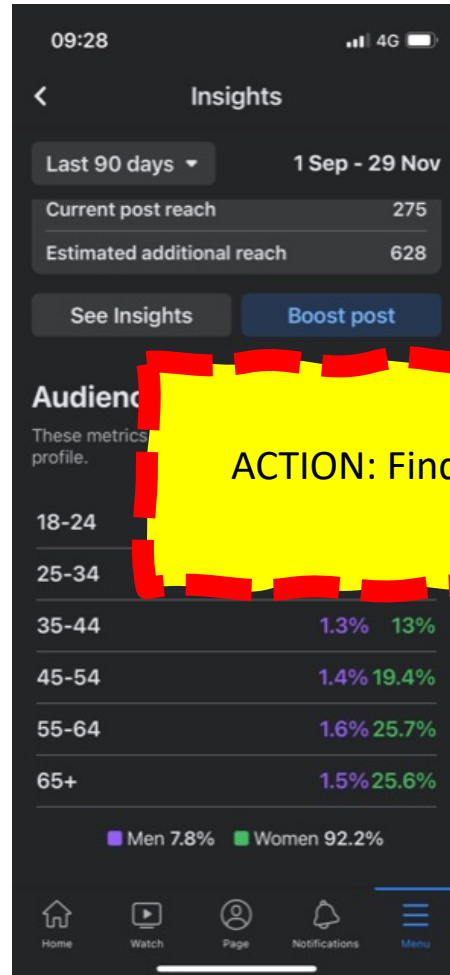 09:28
4G
Insights
Last 90 days
1 Sep - 29 Nov
Current post reach 275
Estimated additional reach 628
See Insights
Boost post
These metrics
profile.
ACTION:
18-24
25-34
35-44 1.3% 13%
45-54 1.4% 19.4%
55-64 1.6% 25.7%
65+ 1.5% 25.6%
Men 7.8% Women 92.2%
Home Watch Page Notifications Menu